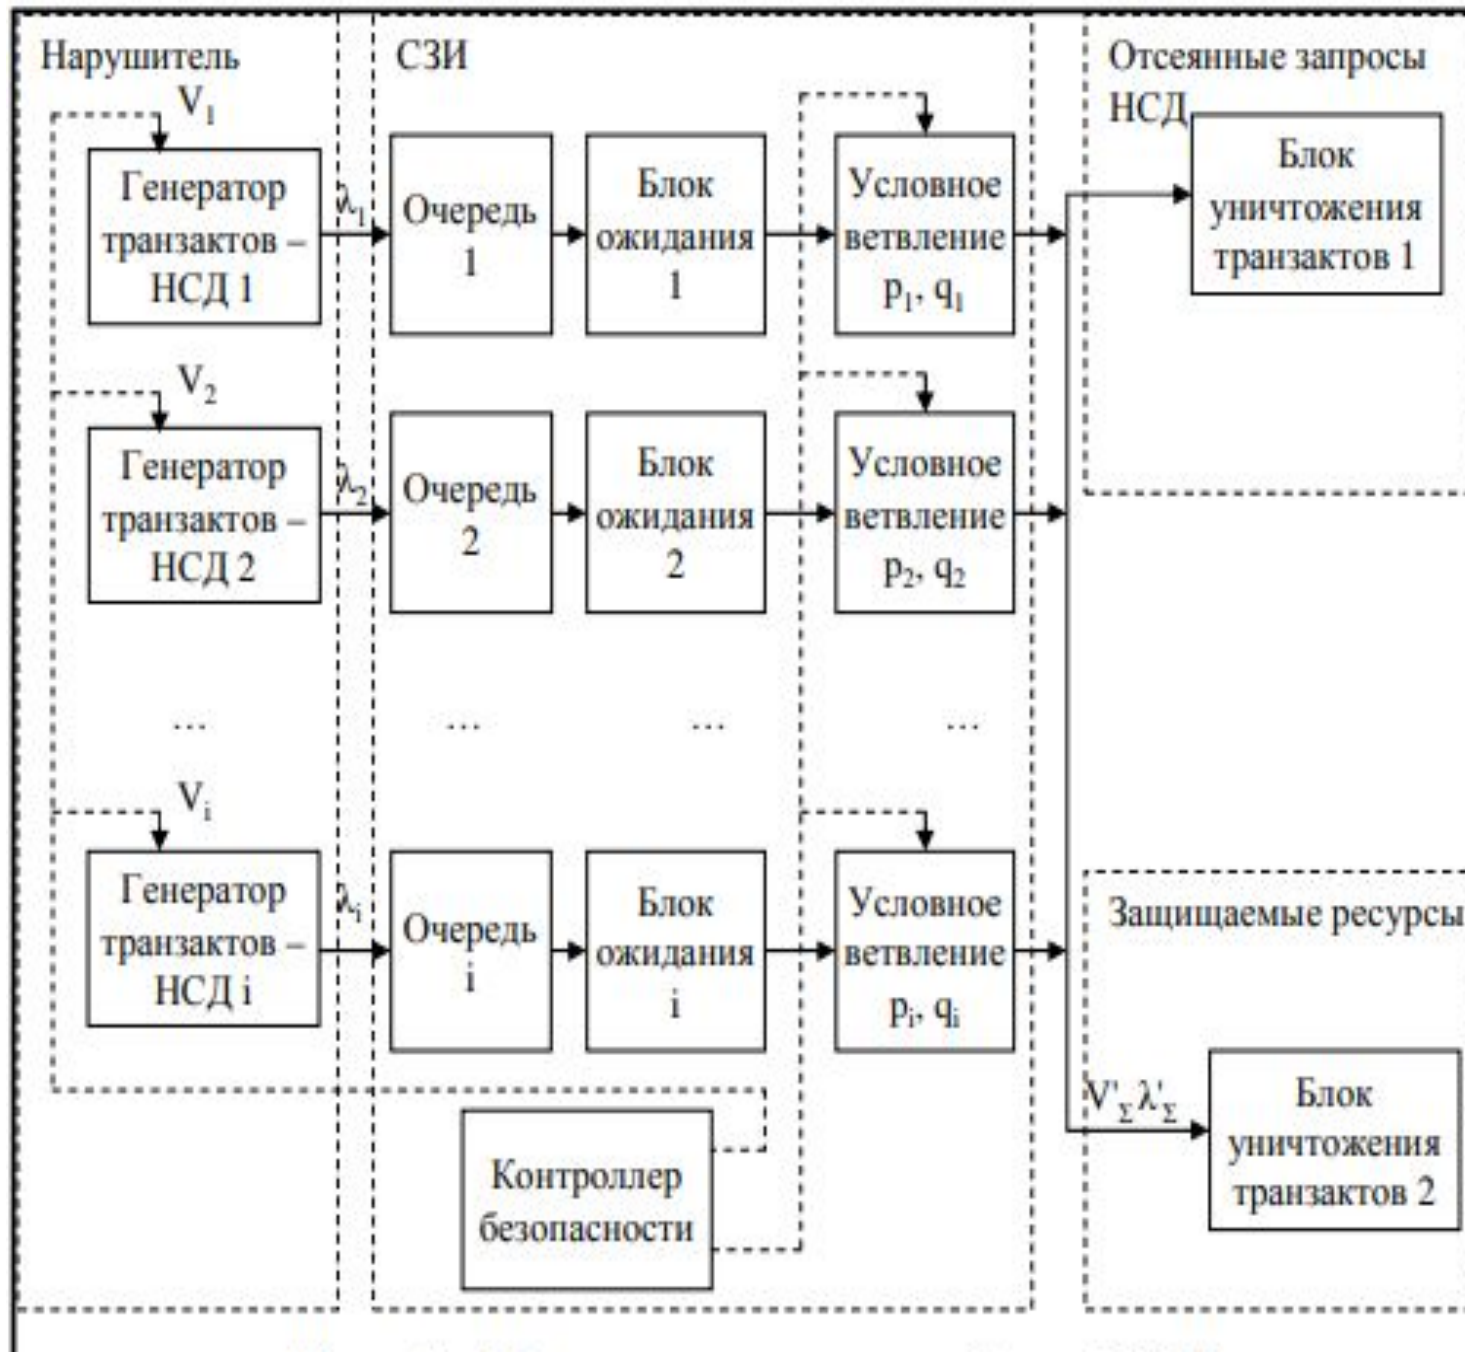 Нарушитель
V₁
Генератор
транзактов –
НСД 1
λ₁
V₂
Генератор
транзактов –
НСД 2
λ₂
...
Vᵢ
Генератор
транзактов –
НСД i
λᵢ
СЗИ
Очередь
1
Блок
ожидания
1
Условное
ветвление
p₁, q₁
Очередь
2
Блок
ожидания
2
Условное
ветвление
p₂, q₂
...
...
...
Очередь
i
Блок
ожидания
i
Условное
ветвление
pᵢ, qᵢ
Контроллер
безопасности
Отсеянные запросы
НСД
Блок
уничтожения
транзактов 1
Защищаемые ресурсы
V'Σ λ'Σ
Блок
уничтожения
транзактов 2